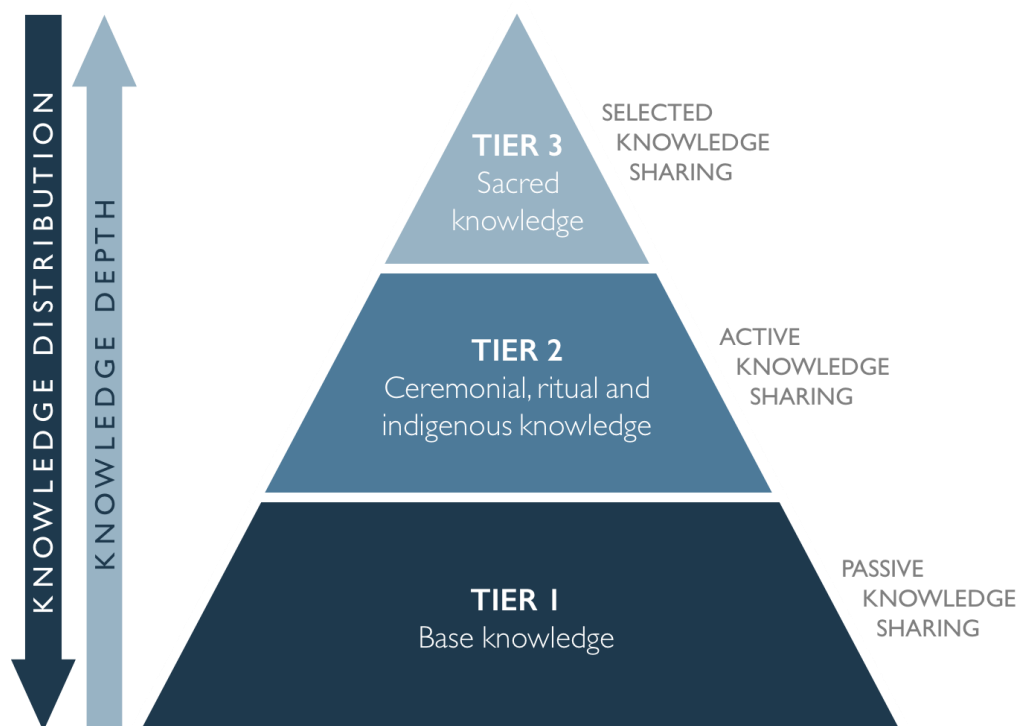 KNOWLEDGE DISTRIBUTION
KNOWLEDGE DEPTH
TIER 3
Sacred
knowledge
SELECTED
KNOWLEDGE
SHARING
TIER 2
Ceremonial, ritual and
indigenous knowledge
ACTIVE
KNOWLEDGE
SHARING
TIER 1
Base knowledge
PASSIVE
KNOWLEDGE
SHARING